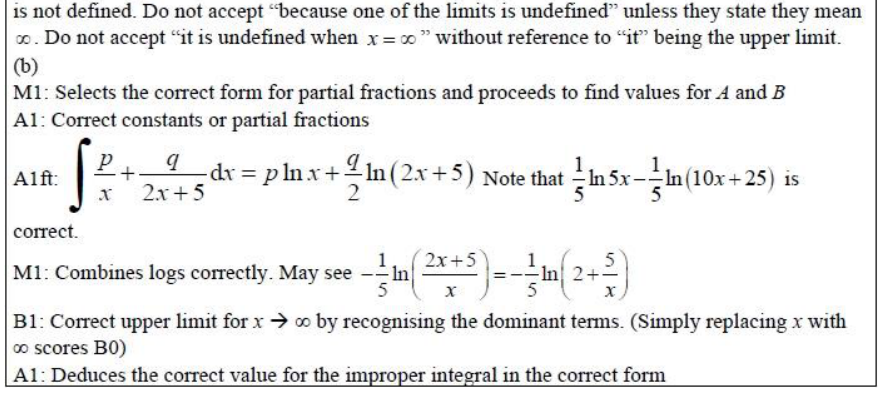 is not defined. Do not accept “because one of the limits is undefined” unless they state they mean
∞. Do not accept “it is undefined when x = ∞” without reference to “it” being the upper limit.
(b)
M1: Selects the correct form for partial fractions and proceeds to find values for A and B
A1: Correct constants or partial fractions
A1ft: ∫ p/x + q/(2x+5) dx = p ln x + q/2 ln(2x+5) Note that 1/5 ln 5x − 1/5 ln(10x+25) is
correct.
M1: Combines logs correctly. May see −1/5 ln((2x+5)/x) = −1/5 ln(2+5/x)
B1: Correct upper limit for x → ∞ by recognising the dominant terms. (Simply replacing x with
∞ scores B0)
A1: Deduces the correct value for the improper integral in the correct form